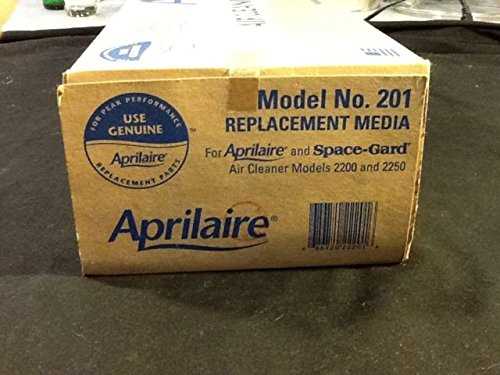 Model No. 201
REPLACEMENT MEDIA
For Aprilaire® and Space-Gard®
Air Cleaner Models 2200 and 2250
FOR PEAK PERFORMANCE
USE
GENUINE
Aprilaire®
REPLACEMENT PARTS
™
Aprilaire®